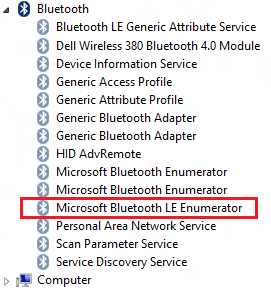 Bluetooth
Bluetooth LE Generic Attribute Service
Dell Wireless 380 Bluetooth 4.0 Module
Device Information Service
Generic Access Profile
Generic Attribute Profile
Generic Bluetooth Adapter
Generic Bluetooth Adapter
HID AdvRemote
Microsoft Bluetooth Enumerator
Microsoft Bluetooth Enumerator
Microsoft Bluetooth LE Enumerator
Personal Area Network Service
Scan Parameter Service
Service Discovery Service
Computer